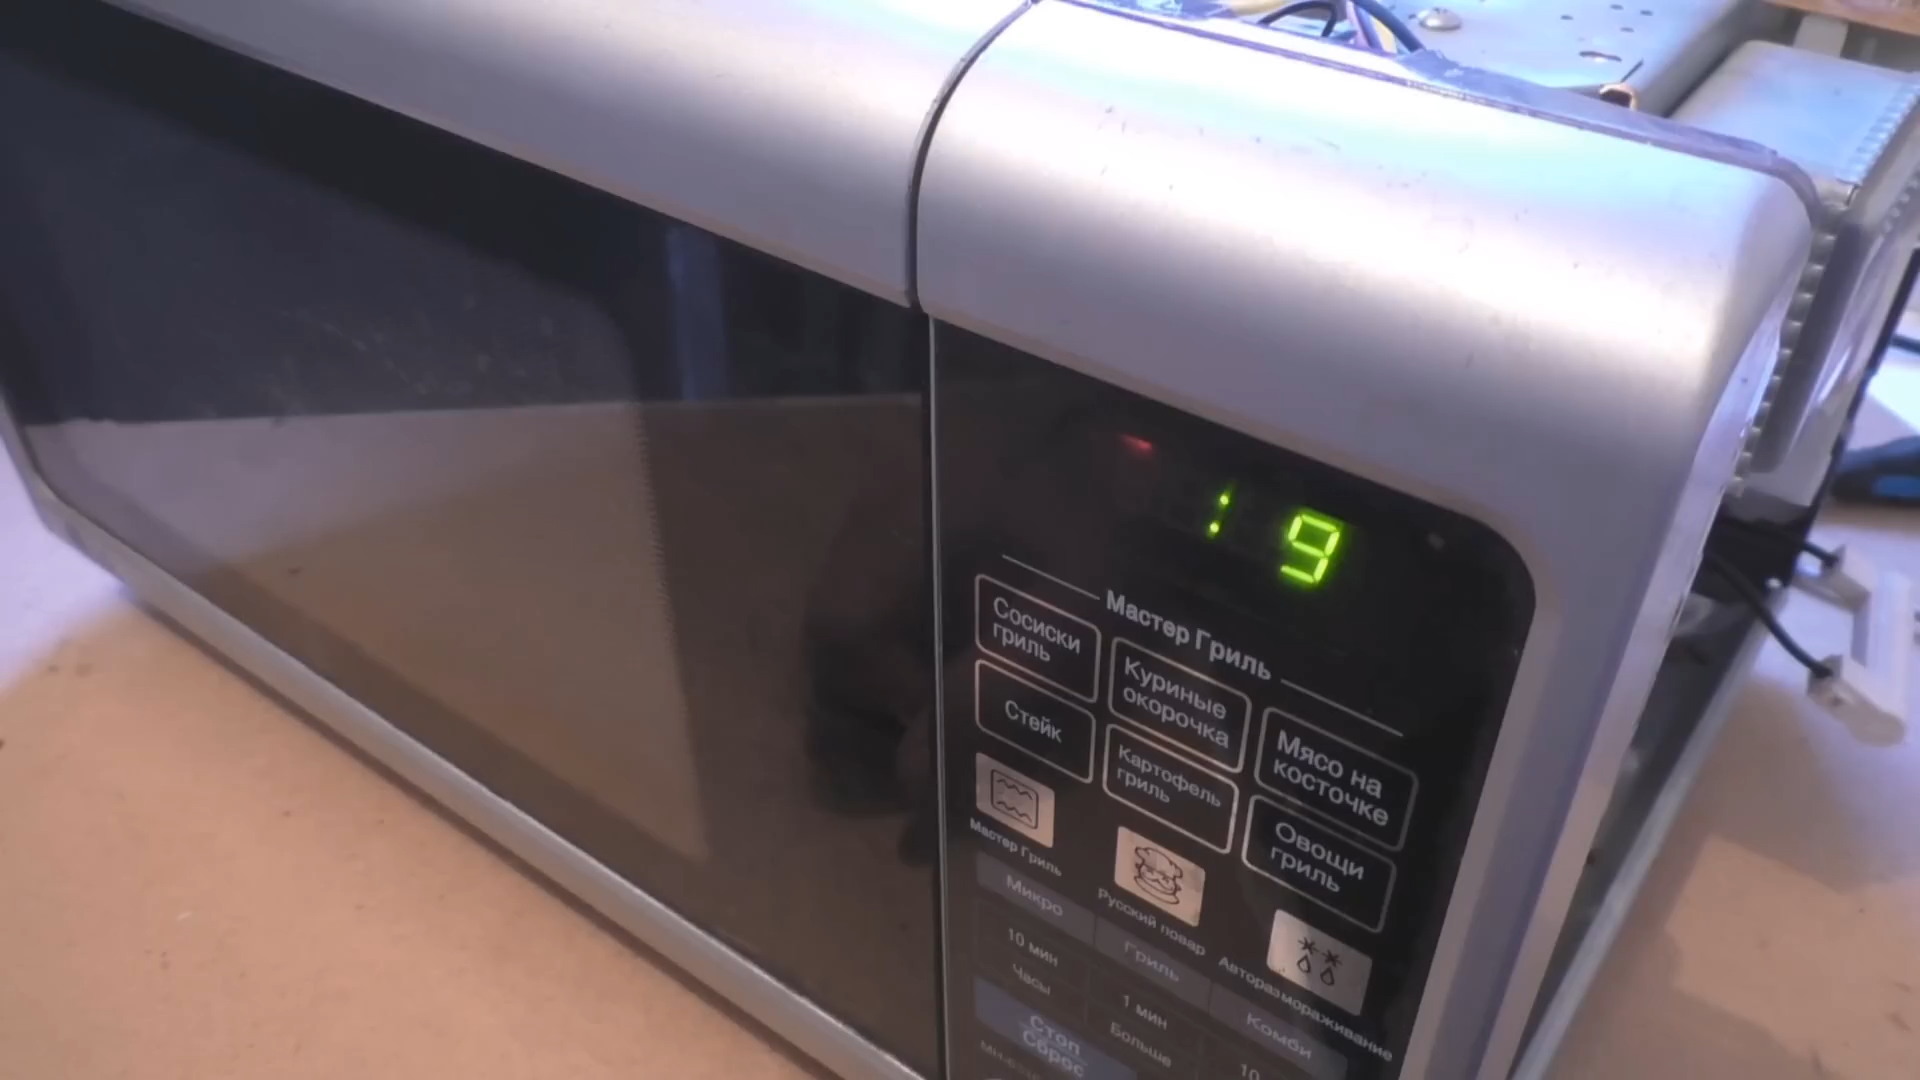 : 9
Мастер Гриль
Сосиски
гриль
Куриные
окорочка
Мясо на
косточке
Стейк
Картофель
гриль
Овощи
гриль
Мастер Гриль
Русский повар
Авторазмораживание
Микро
Гриль
Комби
10 мин
1 мин
10
Часы
Больше
Стоп
Сброс